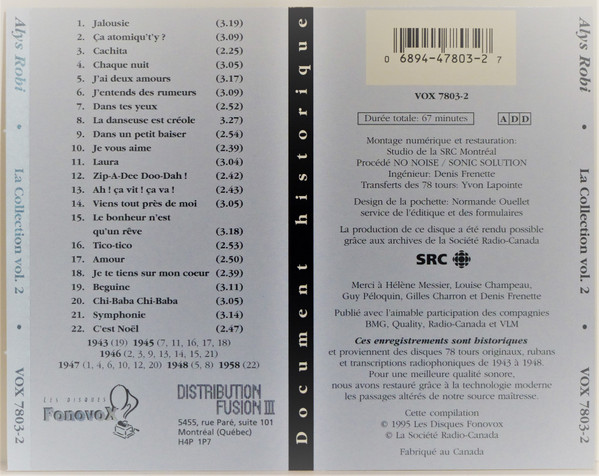 Alys Robi • La Collection vol. 2 • VOX 7803-2
1. Jalousie (3.19)
2. Ça atomiqu't'y ? (3.09)
3. Cachita (2.25)
4. Chaque nuit (3.05)
5. J'ai deux amours (3.17)
6. J'entends des rumeurs (3.09)
7. Dans tes yeux (2.52)
8. La danseuse est créole 3.27)
9. Dans un petit baiser (2.54)
10. Je vous aime (2.39)
11. Laura (3.04)
12. Zip-A-Dee Doo-Dah ! (2.42)
13. Ah ! ça vit ! ça va ! (2.43)
14. Viens tout près de moi (3.05)
15. Le bonheur n'est
qu'un rêve (3.18)
16. Tico-tico (2.53)
17. Amour (2.50)
18. Je te tiens sur mon coeur (2.39)
19. Beguine (3.11)
20. Chi-Baba Chi-Baba (3.05)
21. Symphonie (3.14)
22. C'est Noël (2.47)
1943 (19) 1945 (7, 11, 16, 17, 18)
1946 (2, 3, 9, 13, 14, 15, 21)
1947 (1, 4, 6, 10, 12, 20) 1948 (5, 8) 1958 (22)
LES DISQUES
FonovoX
DISTRIBUTION
FUSION III
5455, rue Paré, suite 101
Montréal (Québec)
H4P 1P7
Document historique
0 6894-47803-2 7
VOX 7803-2
Durée totale: 67 minutes
ADD
Montage numérique et restauration:
Studio de la SRC Montréal
Procédé NO NOISE / SONIC SOLUTION
Ingénieur: Denis Frenette
Transferts des 78 tours: Yvon Lapointe
Design de la pochette: Normande Ouellet
service de l'éditique et des formulaires
La production de ce disque a été rendu possible
grâce aux archives de la Société Radio-Canada
SRC
Merci à Hélène Messier, Louise Champeau,
Guy Péloquin, Gilles Charron et Denis Frenette
Publié avec l'aimable participation des compagnies
BMG, Quality, Radio-Canada et VLM
Ces enregistrements sont historiques
et proviennent des disques 78 tours originaux, rubans
et transcriptions radiophoniques de 1943 à 1948.
Pour une meilleure qualité sonore,
nous avons restauré grâce à la technologie moderne
les passages altérés de notre source maîtresse.
Cette compilation
© 1995 Les Disques Fonovox
© La Société Radio-Canada
Fabriqué au Canada
Alys Robi • La Collection vol. 2 • VOX 7803-2